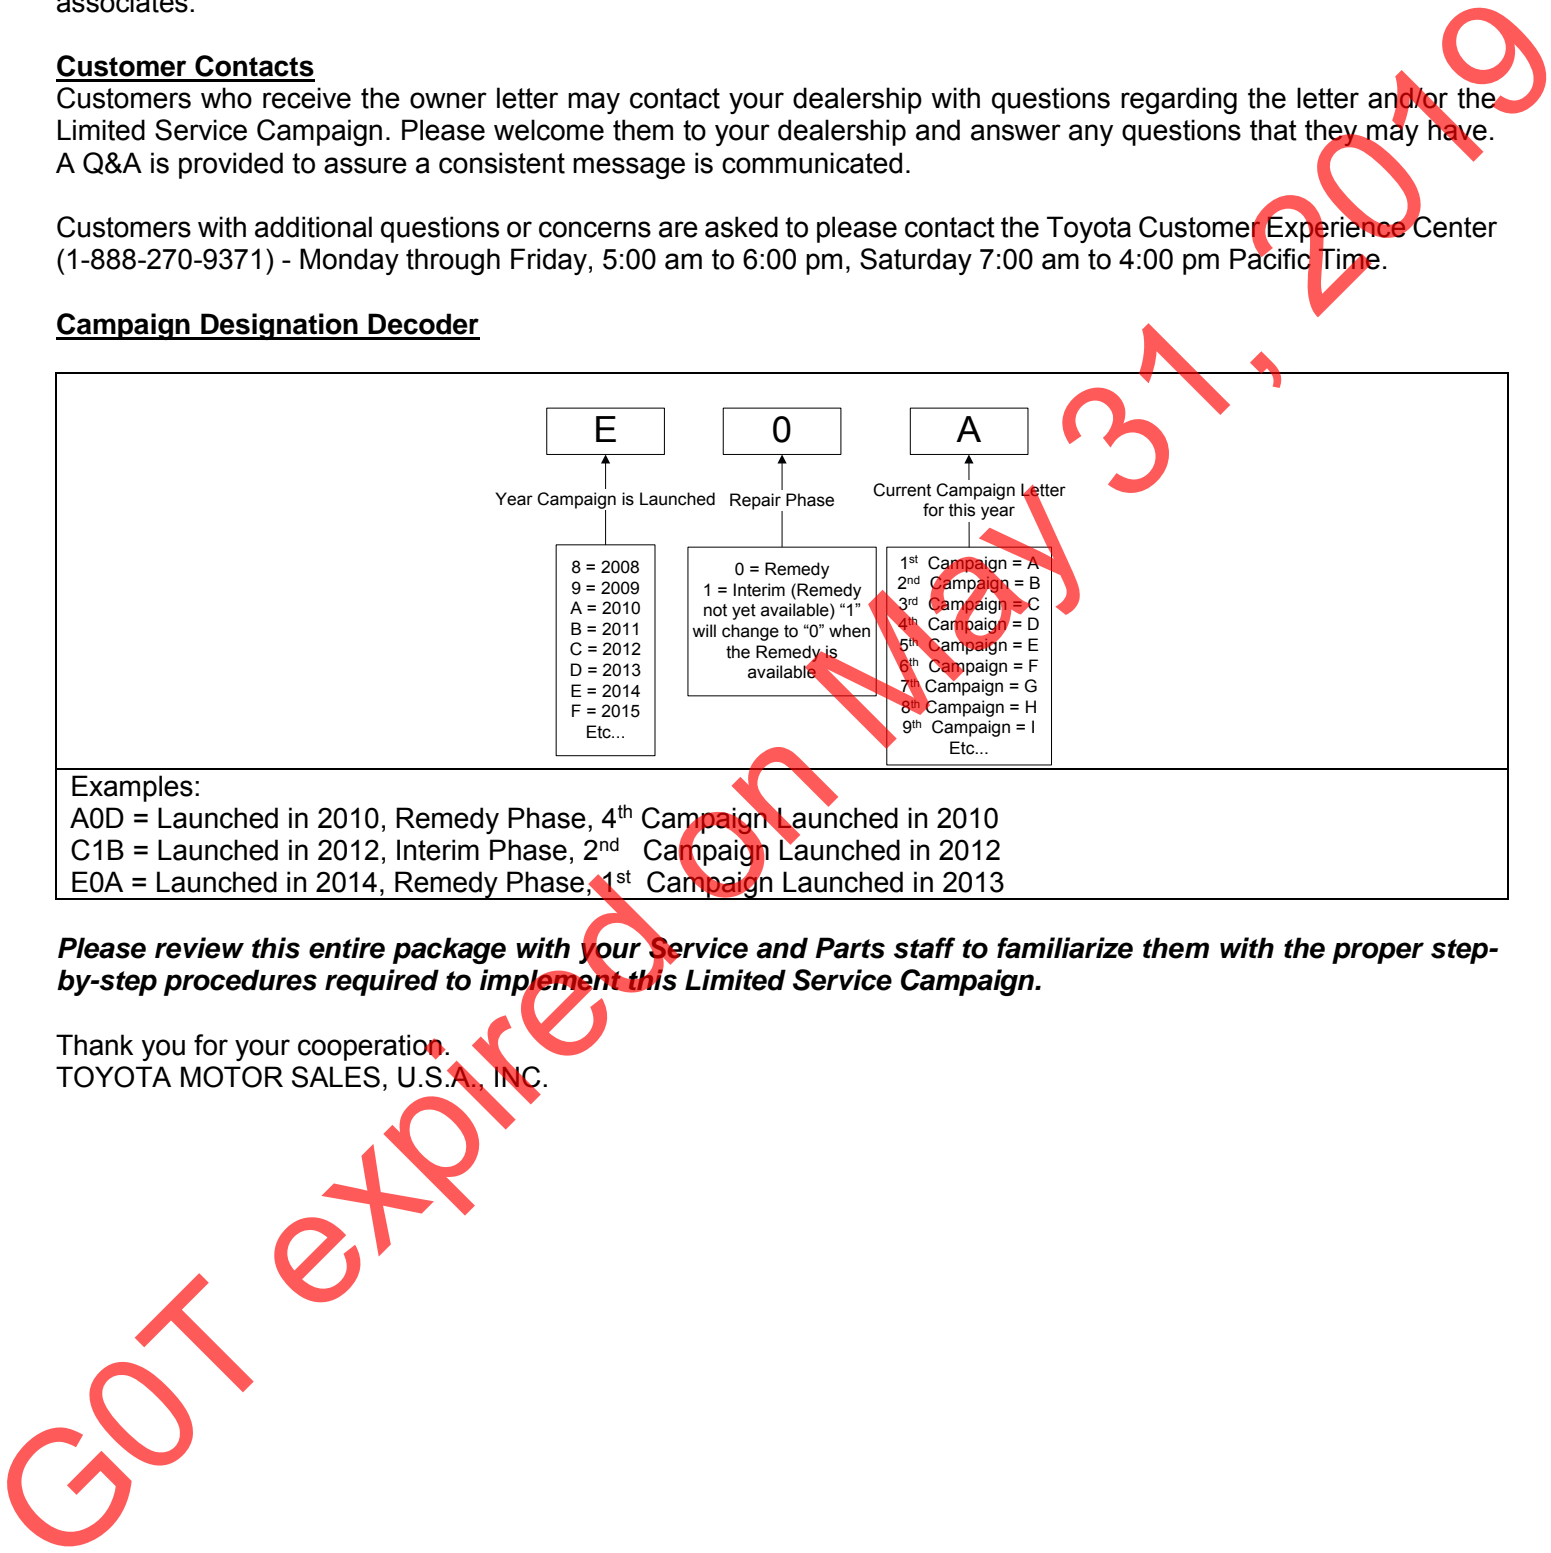 associates.
Customer Contacts
Customers who receive the owner letter may contact your dealership with questions regarding the letter and/or the
Limited Service Campaign. Please welcome them to your dealership and answer any questions that they may have.
A Q&A is provided to assure a consistent message is communicated.
Customers with additional questions or concerns are asked to please contact the Toyota Customer Experience Center
(1-888-270-9371) - Monday through Friday, 5:00 am to 6:00 pm, Saturday 7:00 am to 4:00 pm Pacific Time.
Campaign Designation Decoder
E
0
A
Year Campaign is Launched
Repair Phase
Current Campaign Letter
for this year
8 = 2008
9 = 2009
A = 2010
B = 2011
C = 2012
D = 2013
E = 2014
F = 2015
Etc...
0 = Remedy
1 = Interim (Remedy
not yet available) “1”
will change to “0” when
the Remedy is
available
1st Campaign = A
2nd Campaign = B
3rd Campaign = C
4th Campaign = D
5th Campaign = E
6th Campaign = F
7th Campaign = G
8th Campaign = H
9th Campaign = I
Etc...
Examples:
A0D = Launched in 2010, Remedy Phase, 4th Campaign Launched in 2010
C1B = Launched in 2012, Interim Phase, 2nd Campaign Launched in 2012
E0A = Launched in 2014, Remedy Phase, 1st Campaign Launched in 2013
Please review this entire package with your Service and Parts staff to familiarize them with the proper step-
by-step procedures required to implement this Limited Service Campaign.
Thank you for your cooperation.
TOYOTA MOTOR SALES, U.S.A., INC.
G0T expired on May 31, 2019